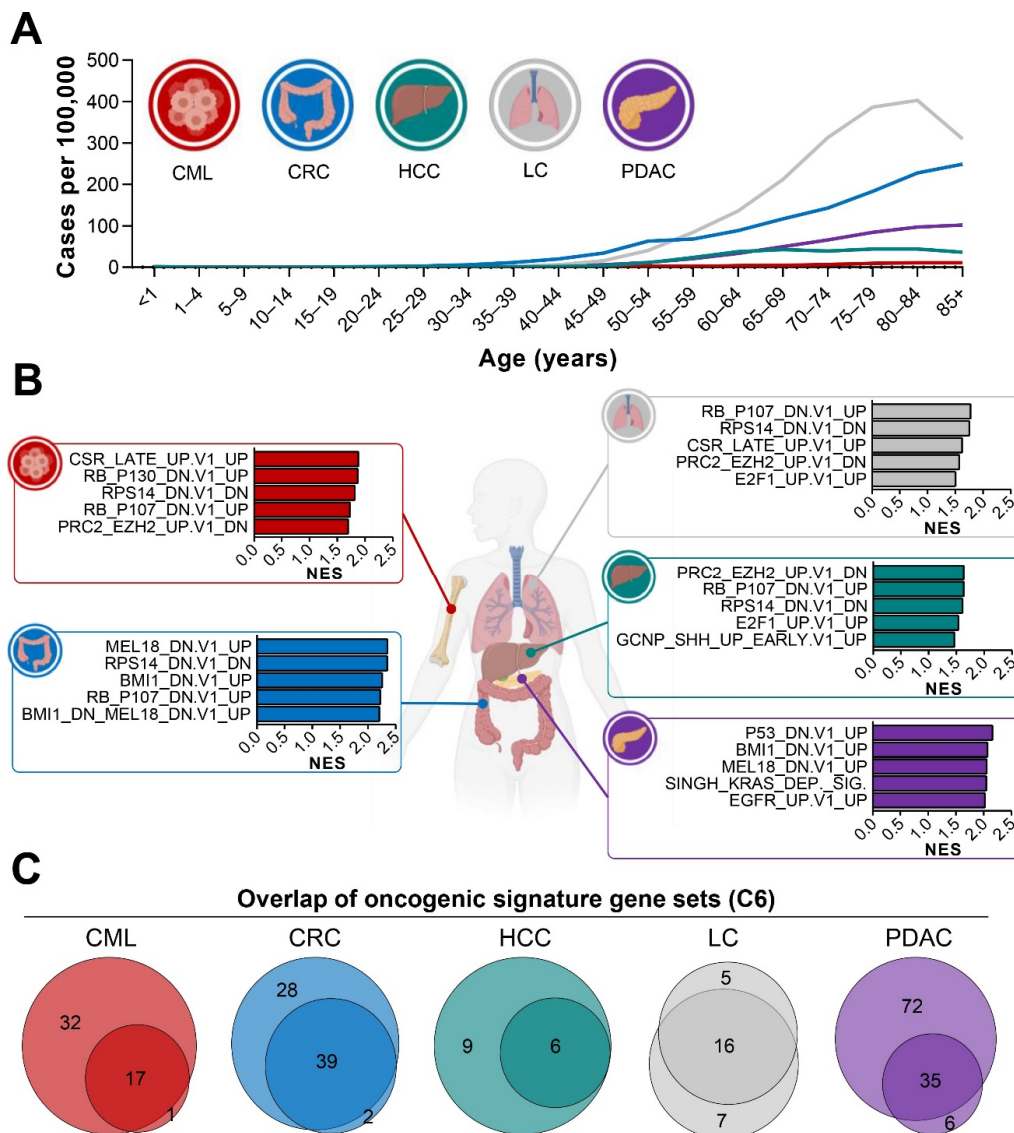 A
Cases per 100,000
500
400
300
200
100
0
CML
CRC
HCC
LC
PDAC
<1
1–4
5–9
10–14
15–19
20–24
25–29
30–34
35–39
40–44
45–49
50–54
55–59
60–64
65–69
70–74
75–79
80–84
85+
Age (years)
B
CSR_LATE_UP.V1_UP
RB_P130_DN.V1_UP
RPS14_DN.V1_DN
RB_P107_DN.V1_UP
PRC2_EZH2_UP.V1_DN
0.0 0.5 1.0 1.5 2.0 2.5
NES
MEL18_DN.V1_UP
RPS14_DN.V1_DN
BMI1_DN.V1_UP
RB_P107_DN.V1_UP
BMI1_DN_MEL18_DN.V1_UP
0.0 0.5 1.0 1.5 2.0 2.5
NES
RB_P107_DN.V1_UP
RPS14_DN.V1_DN
CSR_LATE_UP.V1_UP
PRC2_EZH2_UP.V1_DN
E2F1_UP.V1_UP
0.0 0.5 1.0 1.5 2.0 2.5
NES
PRC2_EZH2_UP.V1_DN
RB_P107_DN.V1_UP
RPS14_DN.V1_DN
E2F1_UP.V1_UP
GCNP_SHH_UP_EARLY.V1_UP
0.0 0.5 1.0 1.5 2.0 2.5
NES
P53_DN.V1_UP
BMI1_DN.V1_UP
MEL18_DN.V1_UP
SINGH_KRAS_DEP._SIG.
EGFR_UP.V1_UP
0.0 0.5 1.0 1.5 2.0 2.5
NES
C
Overlap of oncogenic signature gene sets (C6)
CML
32
17
1
CRC
28
39
2
HCC
9
6
LC
5
16
7
PDAC
72
35
6